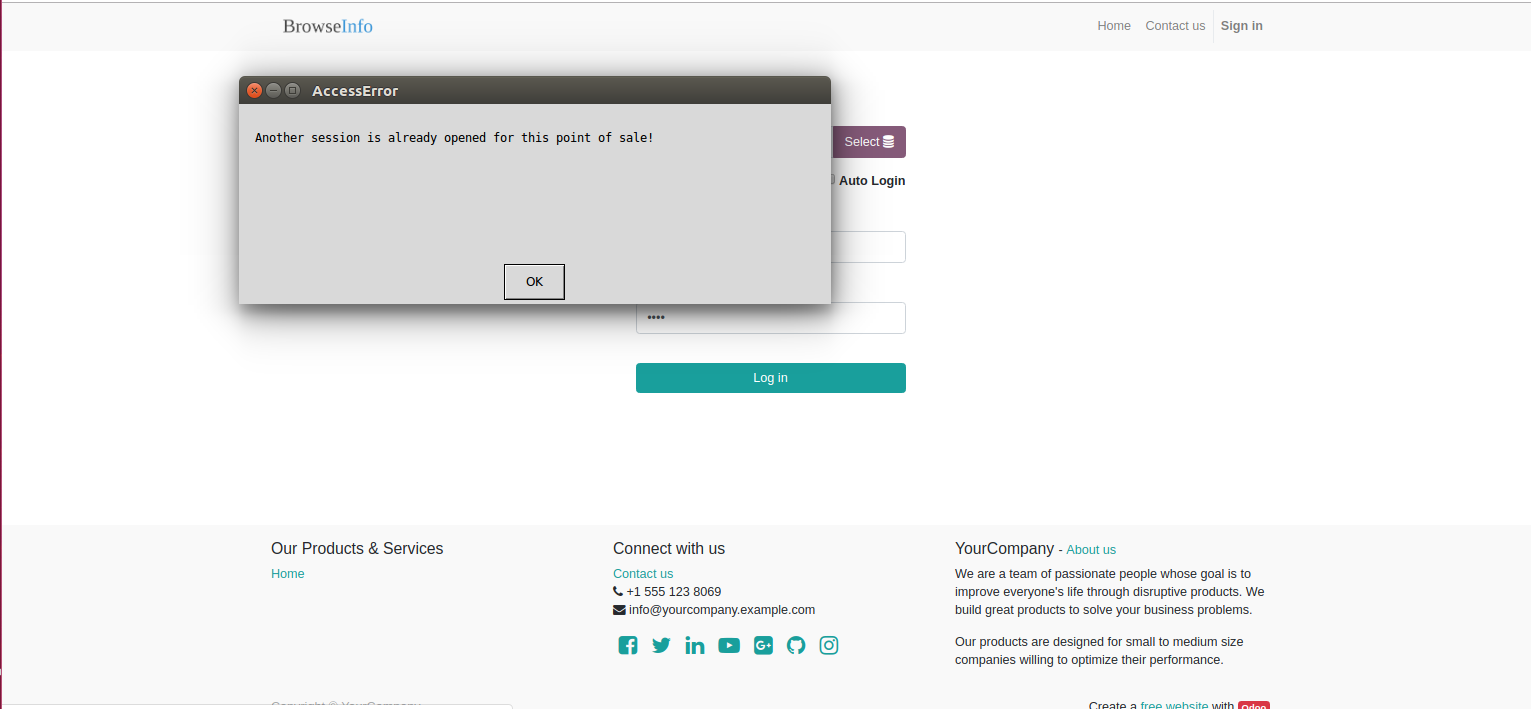 BrowseInfo
Home Contact us Sign in
AccessError
Another session is already opened for this point of sale!
OK
Select
Auto Login
••••
Log in
Our Products & Services
Home
Connect with us
Contact us
+1 555 123 8069
info@yourcompany.example.com
YourCompany - About us
We are a team of passionate people whose goal is to
improve everyone's life through disruptive products. We
build great products to solve your business problems.
Our products are designed for small to medium size
companies willing to optimize their performance.
Copyright © YourCompany
Create a free website with Odoo